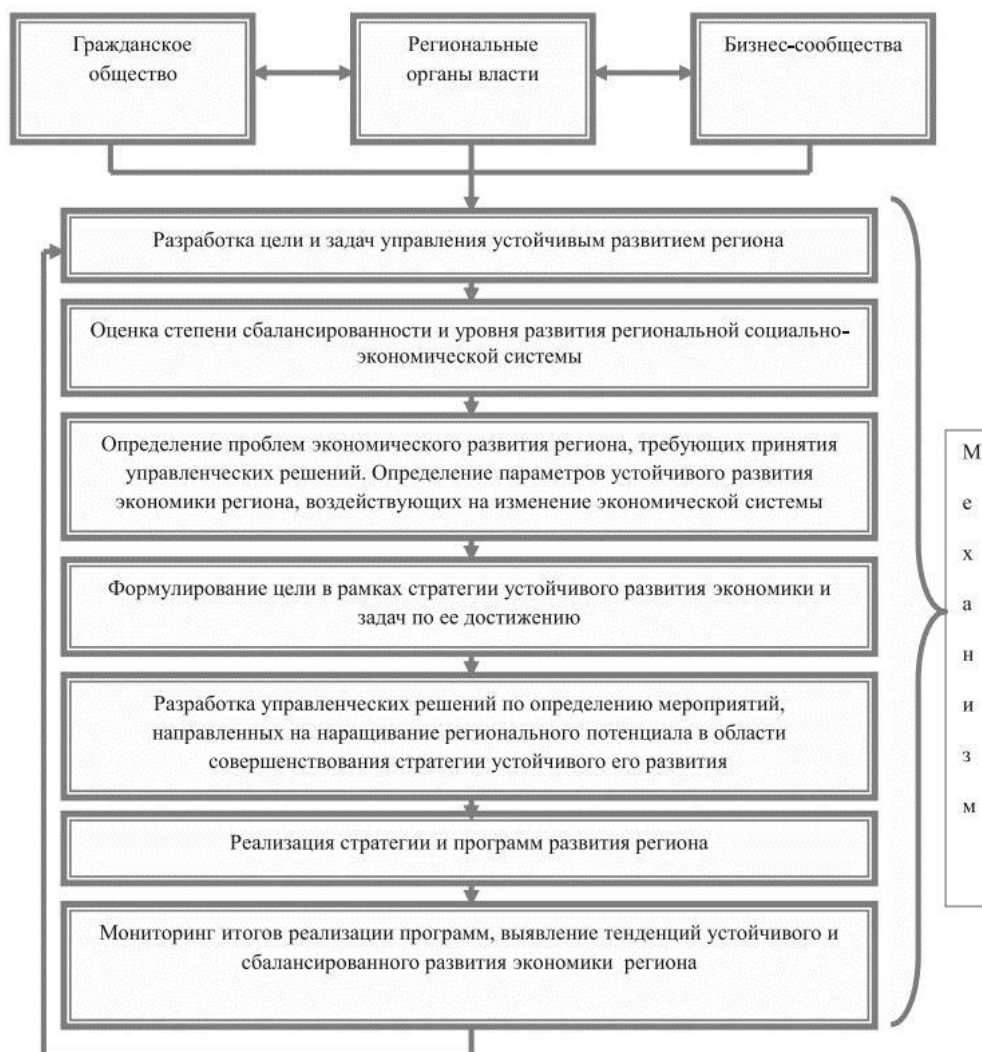 Гражданское
общество
Региональные
органы власти
Бизнес-сообщества
Разработка цели и задач управления устойчивым развитием региона
Оценка степени сбалансированности и уровня развития региональной социально-
экономической системы
Определение проблем экономического развития региона, требующих принятия
управленческих решений. Определение параметров устойчивого развития
экономики региона, воздействующих на изменение экономической системы
Формулирование цели в рамках стратегии устойчивого развития экономики и
задач по ее достижению
Разработка управленческих решений по определению мероприятий,
направленных на наращивание регионального потенциала в области
совершенствования стратегии устойчивого его развития
Реализация стратегии и программ развития региона
Мониторинг итогов реализации программ, выявление тенденций устойчивого и
сбалансированного развития экономики региона
М
е
х
а
н
и
з
м